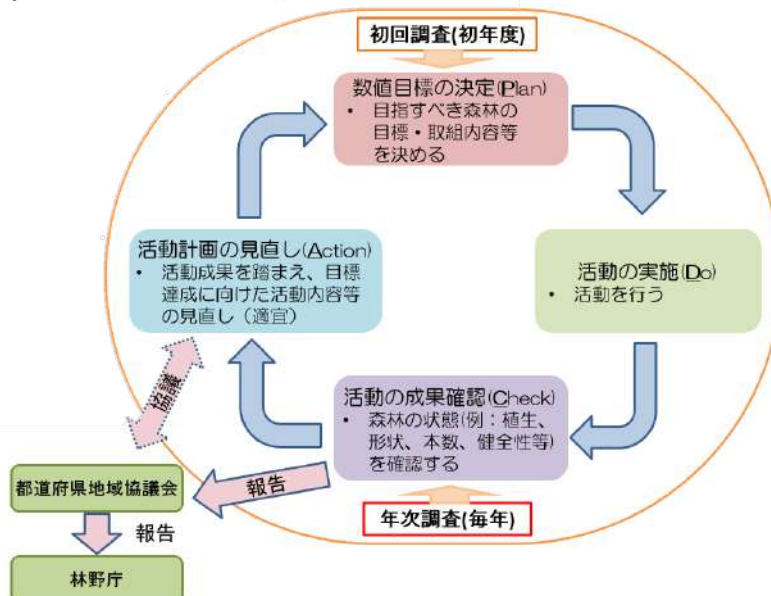 初回調査(初年度)
数値目標の決定(Plan)
・ 目指すべき森林の
目標・取組内容等
を決める
活動の実施(Do)
・ 活動を行う
活動計画の見直し(Action)
・ 活動成果を踏まえ、目標
達成に向けた活動内容等
の見直し（適宜）
活動の成果確認(Check)
・ 森林の状態(例：植生、
形状、本数、健全性等)
を確認する
年次調査(毎年)
協議
報告
都道府県地域協議会
報告
林野庁